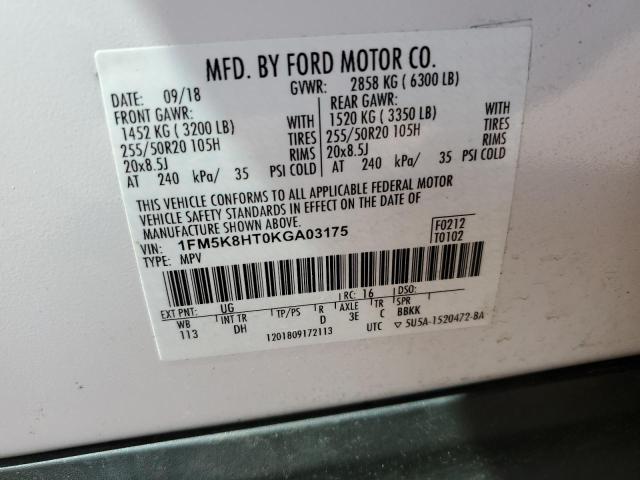 MFD. BY FORD MOTOR CO.
DATE: 09/18 GVWR: 2858 KG ( 6300 LB)
FRONT GAWR: REAR GAWR:
1452 KG ( 3200 LB) WITH 1520 KG ( 3350 LB) WITH
255/50R20 105H TIRES 255/50R20 105H TIRES
20x8.5J RIMS 20x8.5J RIMS
AT 240 kPa/ 35 PSI COLD AT 240 kPa/ 35 PSI COLD
THIS VEHICLE CONFORMS TO ALL APPLICABLE FEDERAL MOTOR
VEHICLE SAFETY STANDARDS IN EFFECT ON THE DATE OF
MANUFACTURE SHOWN ABOVE.
VIN: 1FM5K8HT0KGA03175 F0212
TYPE: MPV T0102
EXT PNT: UG RC: 16 DSO:
WB INT TR TP/PS R AXLE TR SPR
113 DH D 3E C BBKK
1201809172113 UTC ▽ 5U5A-1520472-BA